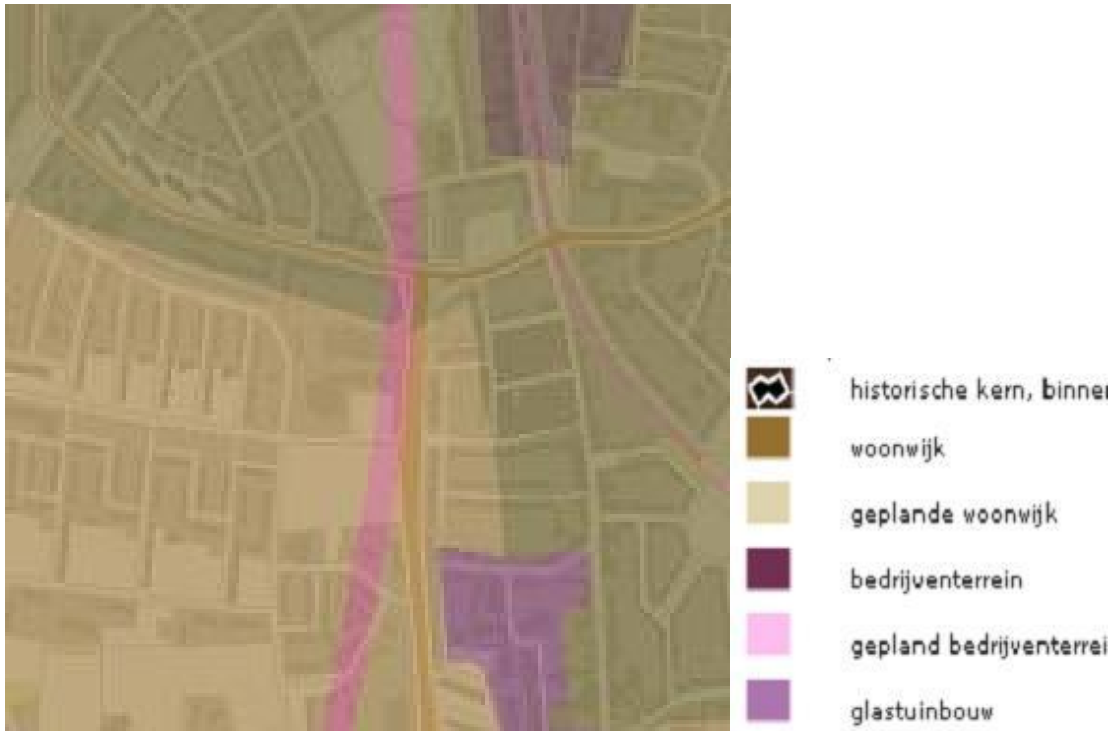 historische kern, binnen
woonwijk
geplande woonwijk
bedrijventerrein
gepland bedrijventerrei
glastuinbouw